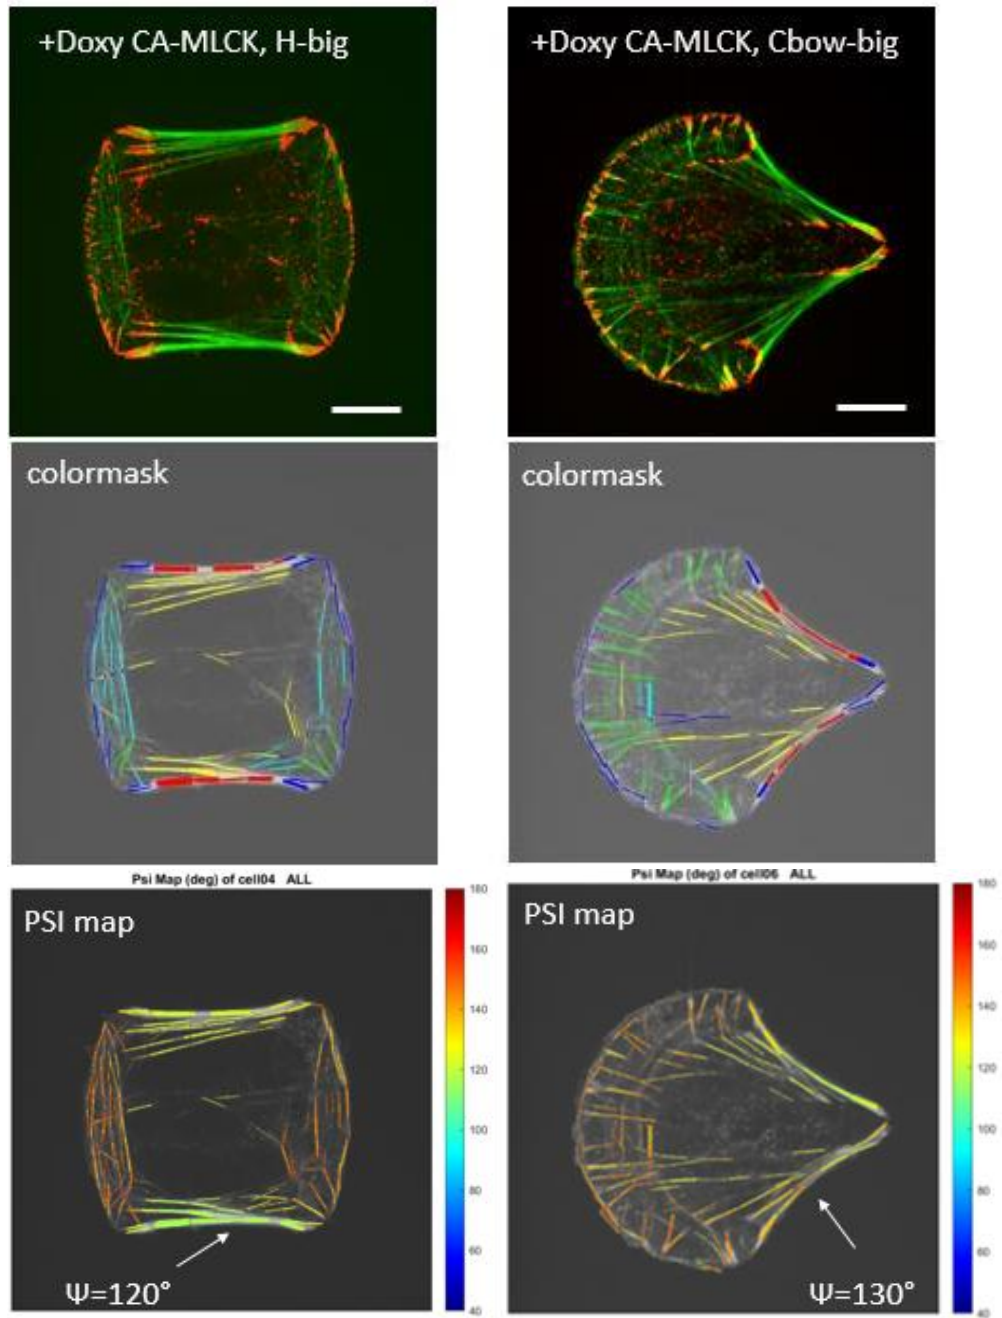 +Doxy CA-MLCK, H-big
+Doxy CA-MLCK, Cbow-big
colormask
colormask
Psi Map (deg) of cell04 ALL
Psi Map (deg) of cell06 ALL
PSI map
180
160
140
120
100
80
60
40
Ψ=120°
PSI map
180
160
140
120
100
80
60
40
Ψ=130°